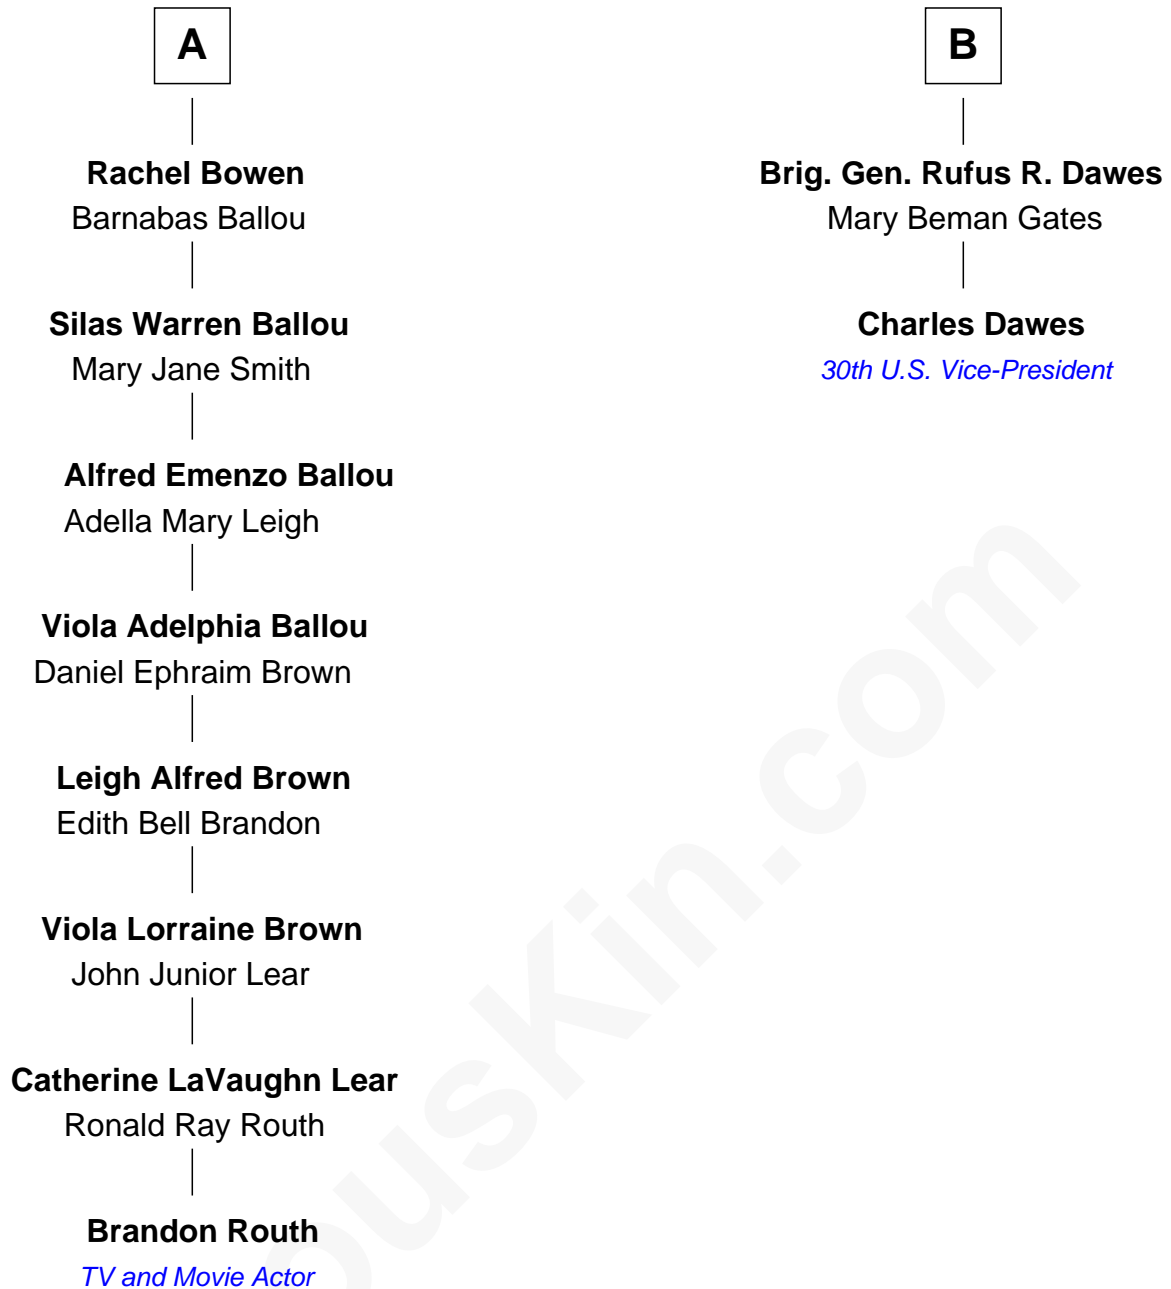 A
Rachel Bowen
Barnabas Ballou
Silas Warren Ballou
Mary Jane Smith
Alfred Emenzo Ballou
Adella Mary Leigh
Viola Adelphia Ballou
Daniel Ephraim Brown
Leigh Alfred Brown
Edith Bell Brandon
Viola Lorraine Brown
John Junior Lear
Catherine LaVaughn Lear
Ronald Ray Routh
Brandon Routh
TV and Movie Actor
B
Brig. Gen. Rufus R. Dawes
Mary Beman Gates
Charles Dawes
30th U.S. Vice-President
ousKin.com